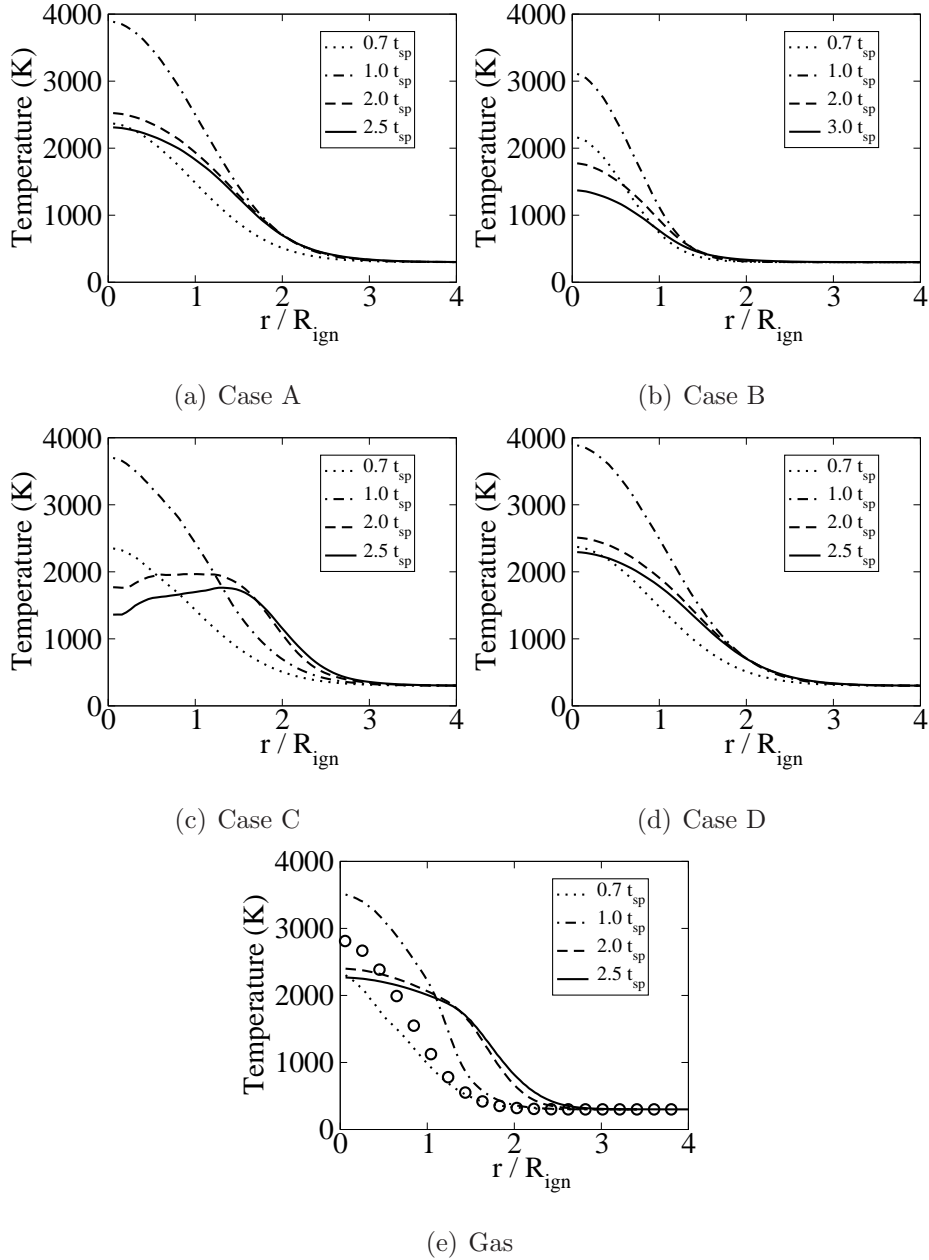 4000
3000
2000
1000
0
Temperature (K)
0.7 t_sp
1.0 t_sp
2.0 t_sp
2.5 t_sp
0 1 2 3 4
r / R_ign
(a) Case A
4000
3000
2000
1000
0
Temperature (K)
0.7 t_sp
1.0 t_sp
2.0 t_sp
3.0 t_sp
0 1 2 3 4
r / R_ign
(b) Case B
4000
3000
2000
1000
0
Temperature (K)
0.7 t_sp
1.0 t_sp
2.0 t_sp
2.5 t_sp
0 1 2 3 4
r / R_ign
(c) Case C
4000
3000
2000
1000
0
Temperature (K)
0.7 t_sp
1.0 t_sp
2.0 t_sp
2.5 t_sp
0 1 2 3 4
r / R_ign
(d) Case D
4000
3000
2000
1000
0
Temperature (K)
0.7 t_sp
1.0 t_sp
2.0 t_sp
2.5 t_sp
0 1 2 3 4
r / R_ign
(e) Gas